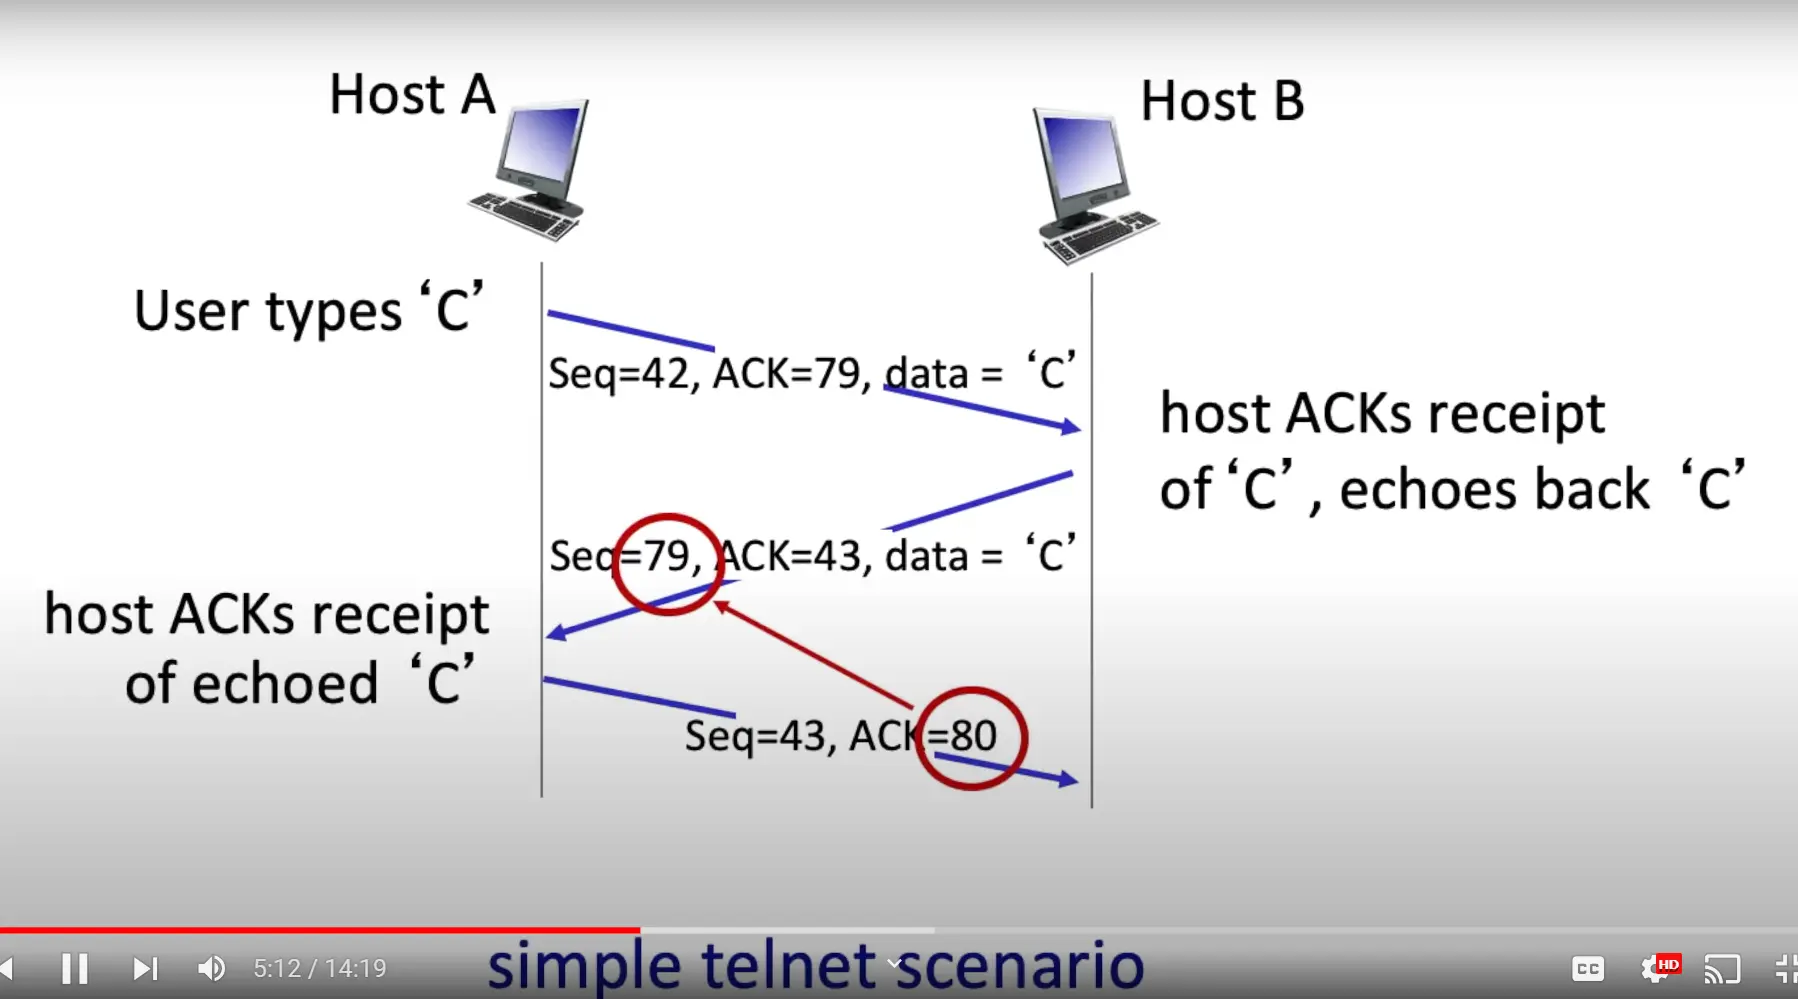 Host A
Host B
User types ‘C’
Seq=42, ACK=79, data = ‘C’
host ACKs receipt
of ‘C’, echoes back ‘C’
Seq=79, ACK=43, data = ‘C’
host ACKs receipt
of echoed ‘C’
Seq=43, ACK=80
simple telnet scenario
5:12 / 14:19
CC
HD